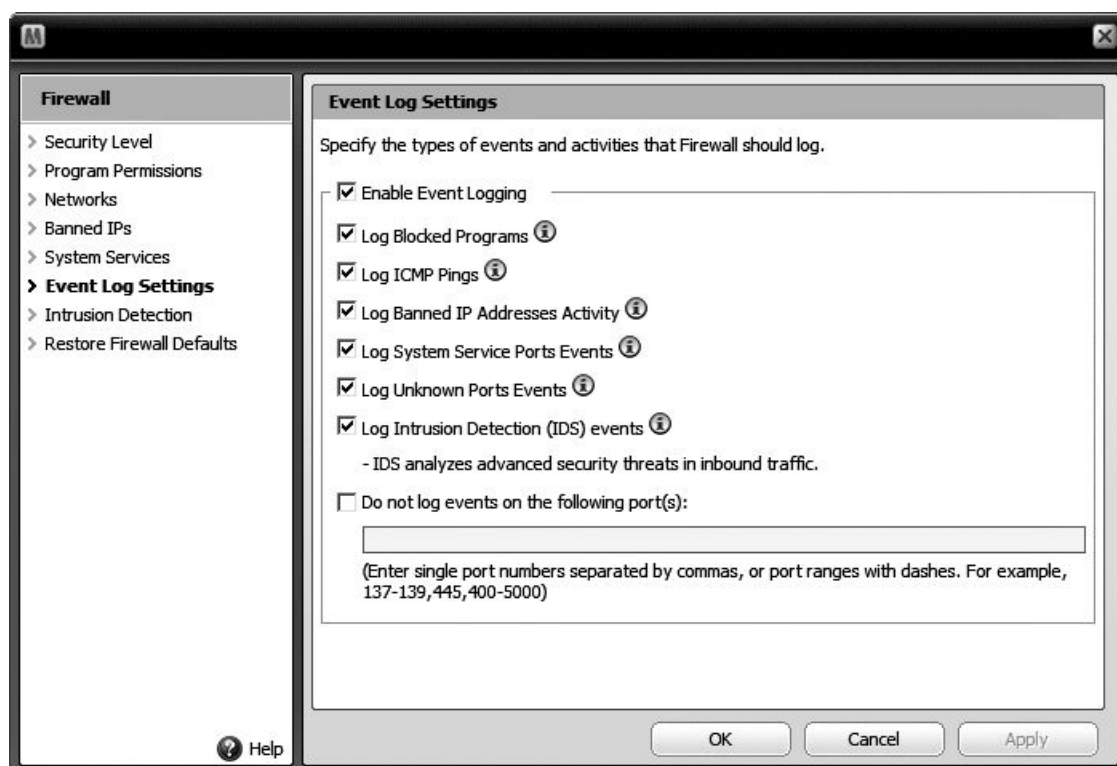 M
Firewall
Security Level
Program Permissions
Networks
Banned IPs
System Services
Event Log Settings
Intrusion Detection
Restore Firewall Defaults
Help
Event Log Settings
Specify the types of events and activities that Firewall should log.
Enable Event Logging
Log Blocked Programs
Log ICMP Pings
Log Banned IP Addresses Activity
Log System Service Ports Events
Log Unknown Ports Events
Log Intrusion Detection (IDS) events
- IDS analyzes advanced security threats in inbound traffic.
Do not log events on the following port(s):
(Enter single port numbers separated by commas, or port ranges with dashes. For example,
137-139,445,400-5000)
OK
Cancel
Apply